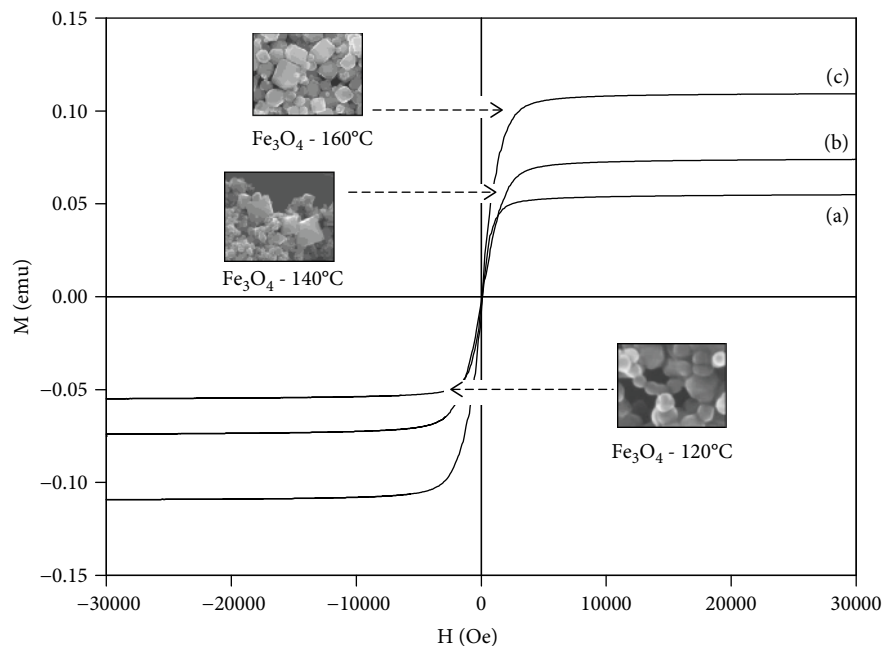 0.15
0.10
0.05
0.00
−0.05
−0.10
−0.15
M (emu)
−30000 −20000 −10000 0 10000 20000 30000
H (Oe)
Fe₃O₄ - 160°C
Fe₃O₄ - 140°C
Fe₃O₄ - 120°C
(c)
(b)
(a)